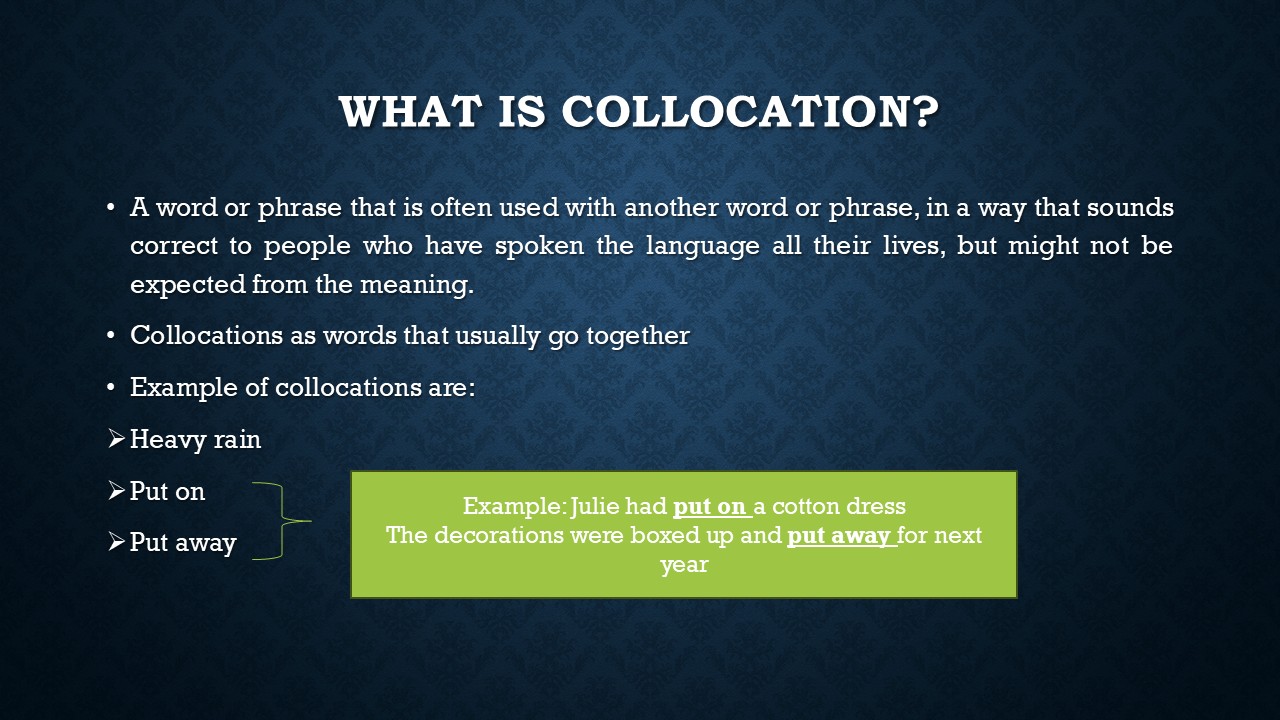 WHAT IS COLLOCATION?
• A word or phrase that is often used with another word or phrase, in a way that sounds
correct to people who have spoken the language all their lives, but might not be
expected from the meaning.
• Collocations as words that usually go together
• Example of collocations are:
➢ Heavy rain
➢ Put on
➢ Put away
Example: Julie had put on a cotton dress
The decorations were boxed up and put away for next
year